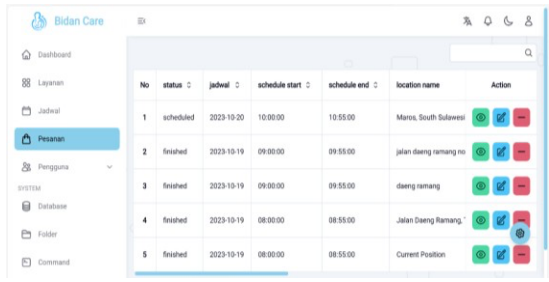 Bidan Care
Dashboard
Layanan
Jadwal
Pesanan
Pengguna
SYSTEM
Database
Folder
Command
No status jadwal schedule start schedule end location name Action
1 scheduled 2023-10-20 10:00:00 10:55:00 Maros, South Sulawesi
2 finished 2023-10-19 09:00:00 09:55:00 jalan daeng ramang no
3 finished 2023-10-19 09:00:00 09:55:00 daeng ramang
4 finished 2023-10-19 08:00:00 08:55:00 Jalan Daeng Ramang,
5 finished 2023-10-19 08:00:00 08:55:00 Current Position